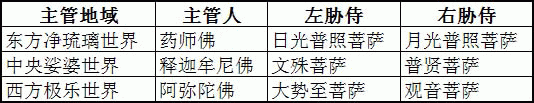 主管地域 主管人 左胁侍 右胁侍
东方净琉璃世界 药师佛 日光普照菩萨 月光普照菩萨
中央娑婆世界 释迦牟尼佛 文殊菩萨 普贤菩萨
西方极乐世界 阿弥陀佛 大势至菩萨 观音菩萨